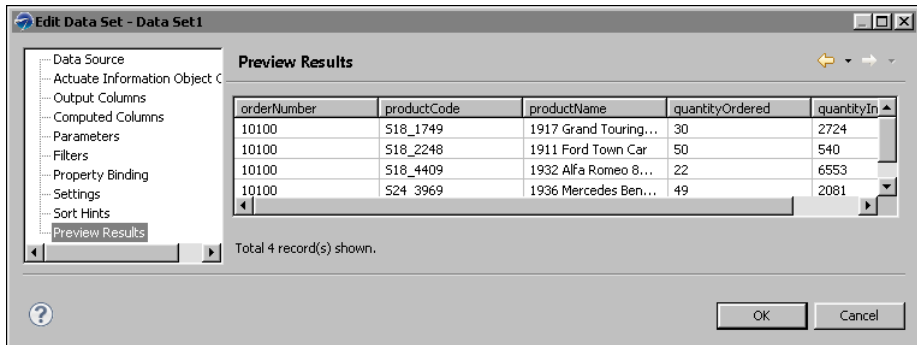 Edit Data Set - Data Set1
Data Source
Actuate Information Object C
Output Columns
Computed Columns
Parameters
Filters
Property Binding
Settings
Sort Hints
Preview Results
Preview Results
orderNumber productCode productName quantityOrdered quantityIn
10100 S18_1749 1917 Grand Touring... 30 2724
10100 S18_2248 1911 Ford Town Car 50 540
10100 S18_4409 1932 Alfa Romeo 8... 22 6553
10100 S24_3969 1936 Mercedes Ben... 49 2081
Total 4 record(s) shown.
?
OK Cancel